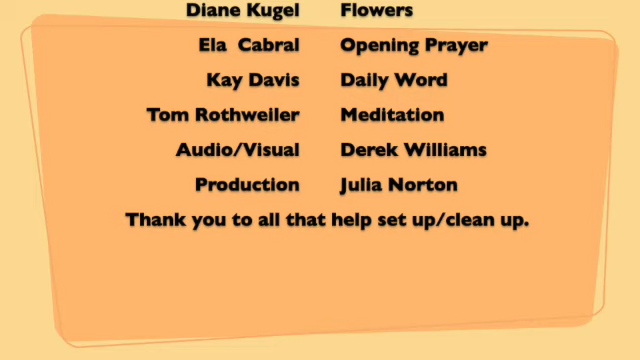 Diane Kugel Flowers
Ela Cabral Opening Prayer
Kay Davis Daily Word
Tom Rothweiler Meditation
Audio/Visual Derek Williams
Production Julia Norton
Thank you to all that help set up/clean up.